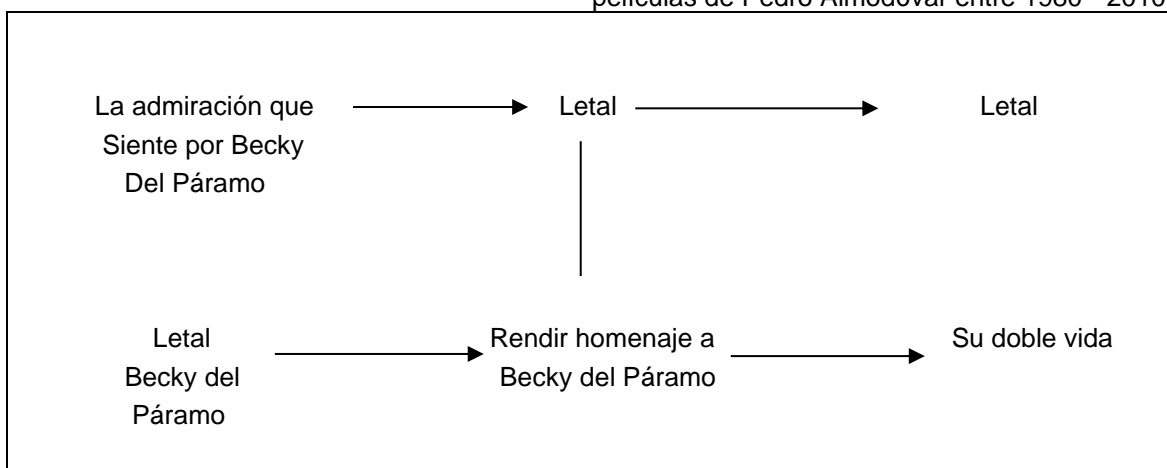 películas de Pedro Almodóvar entre 1980 - 2010
La admiración que
Siente por Becky
Del Páramo
Letal
Letal
Letal
Becky del
Páramo
Rendir homenaje a
Becky del Páramo
Su doble vida